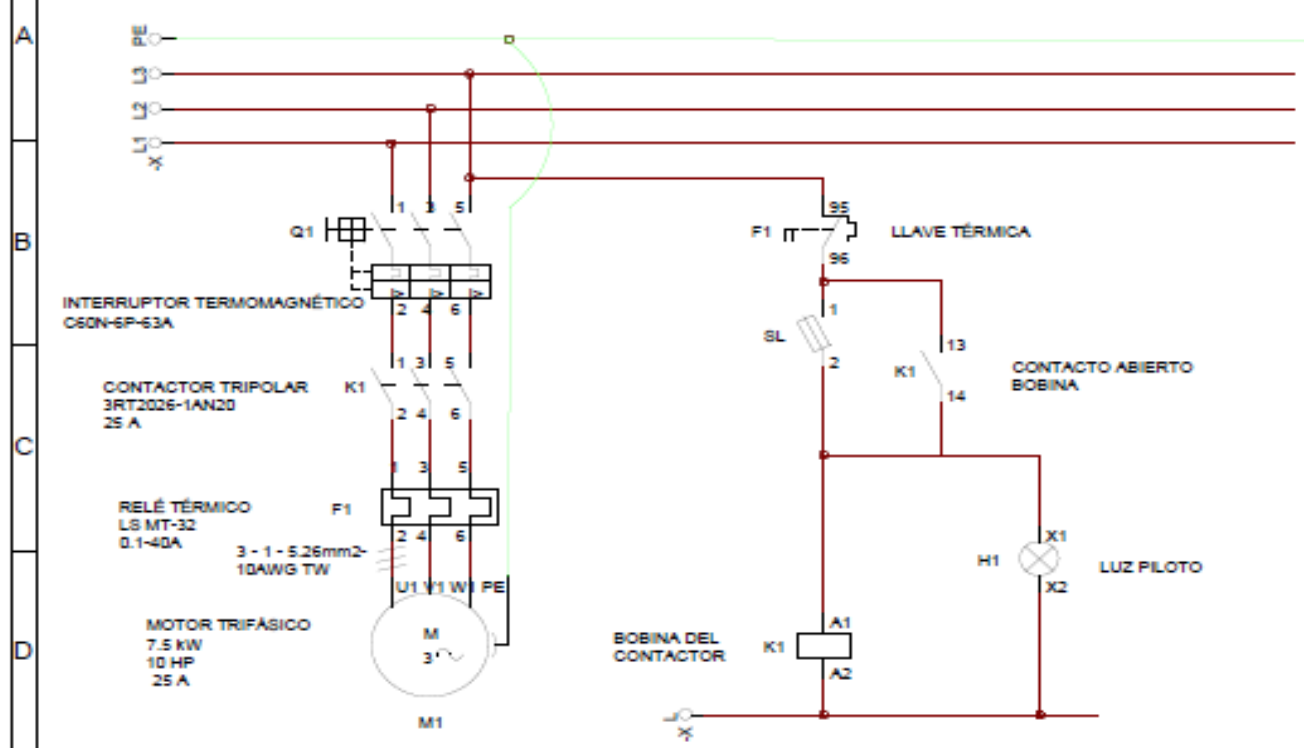 A
PE
L3
L2
L1
-X
1 3 5
95
B
Q1
F1
LLAVE TÉRMICA
96
INTERRUPTOR TERMOMAGNÉTICO
C60N-6P-63A
2 4 6
1
SL
13
2
K1
CONTACTO ABIERTO
BOBINA
14
1 3 5
CONTACTOR TRIPOLAR
K1
3RT2026-1AN20
25 A
2 4 6
C
1 3 5
RELÉ TÉRMICO
F1
LS MT-32
0.1-40A
2 4 6
3 - 1 - 5.26mm2-
10AWG TW
X1
H1
LUZ PILOTO
X2
U1 V1 W1 PE
MOTOR TRIFÁSICO
7.5 kW
10 HP
25 A
M
3~
M1
D
BOBINA DEL
CONTACTOR
K1
A1
A2
-X